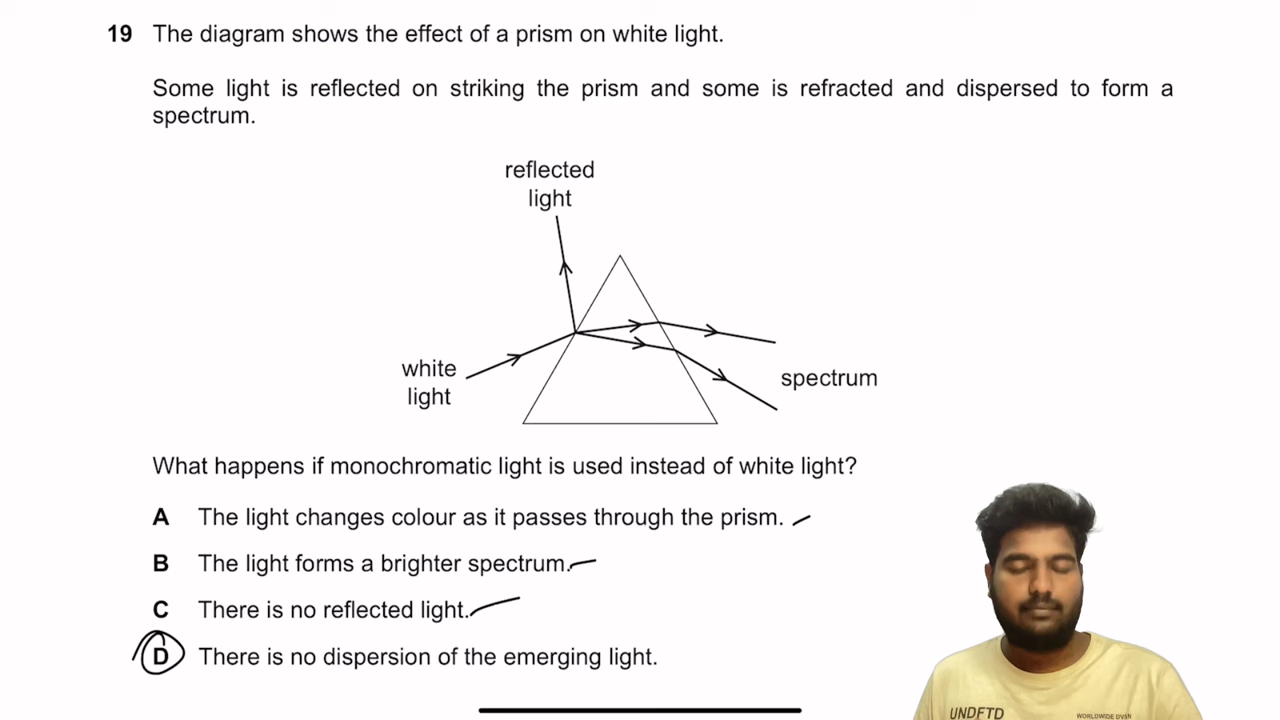 19 The diagram shows the effect of a prism on white light.
Some light is reflected on striking the prism and some is refracted and dispersed to form a
spectrum.
reflected
light
white
light
spectrum
What happens if monochromatic light is used instead of white light?
A The light changes colour as it passes through the prism.
B The light forms a brighter spectrum.
C There is no reflected light.
D There is no dispersion of the emerging light.
UNDFTD
WORLDWIDE DVSN